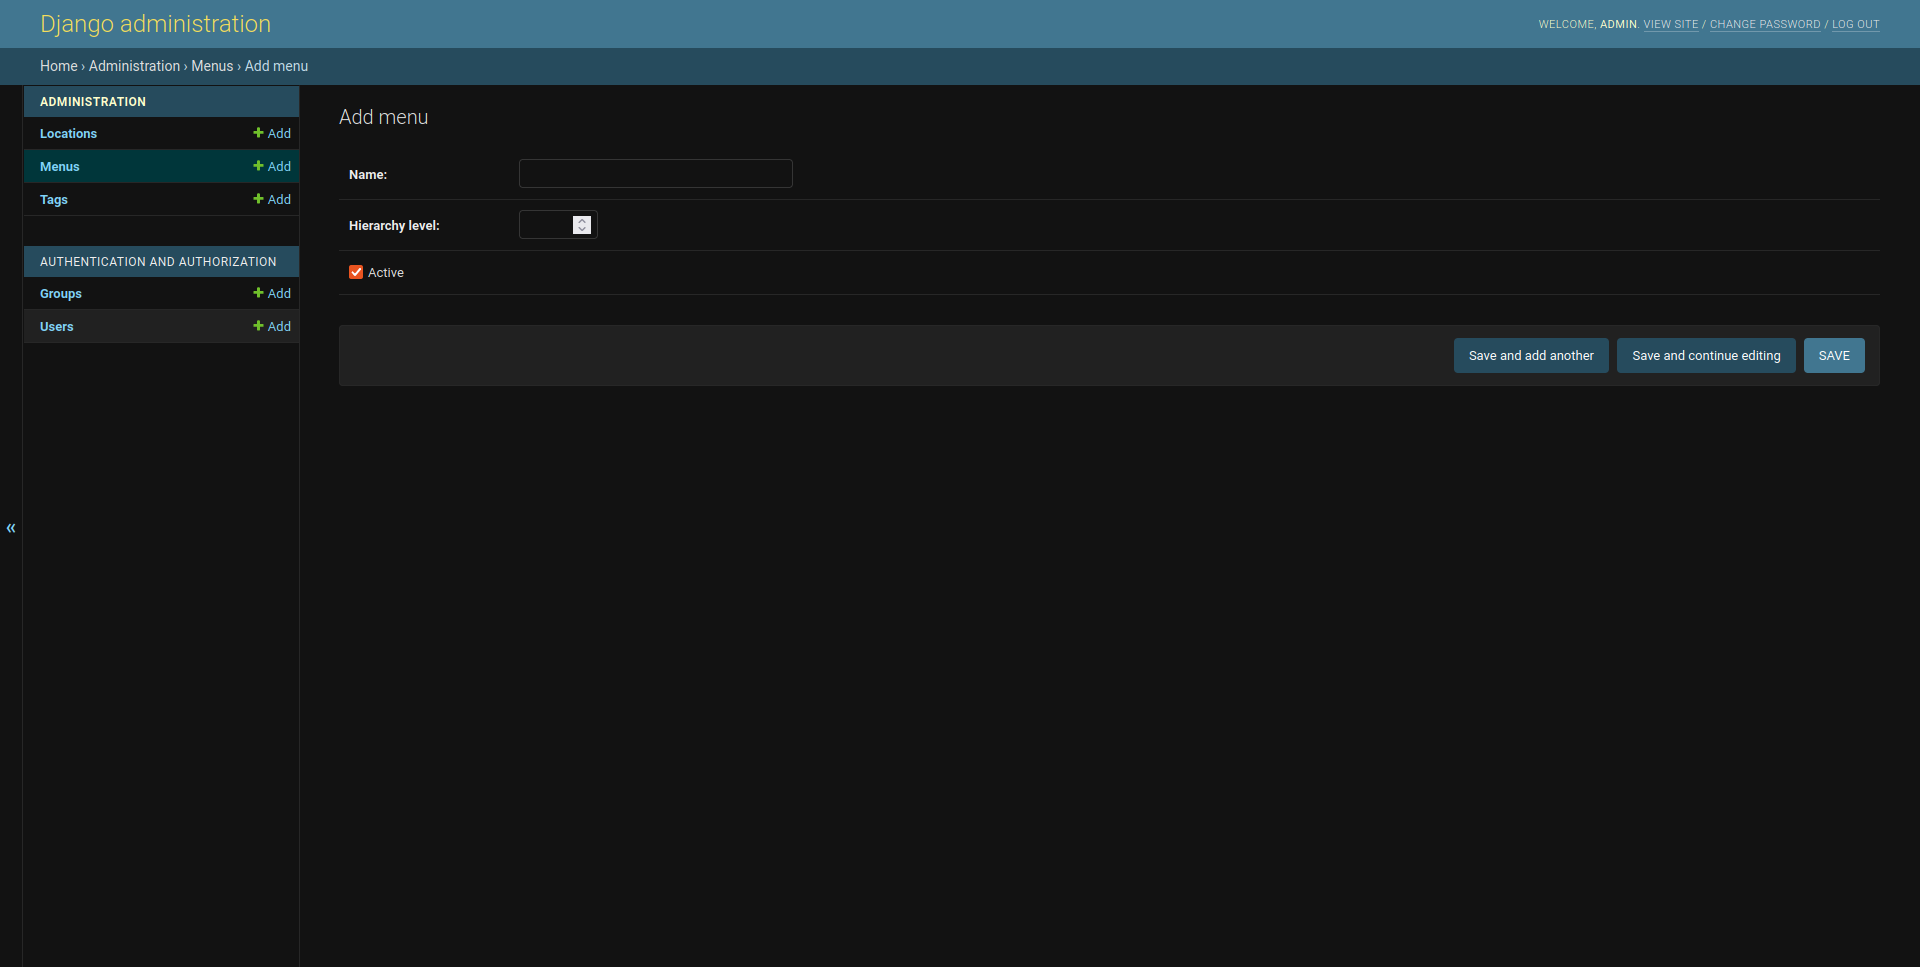 Django administration
WELCOME, ADMIN. VIEW SITE / CHANGE PASSWORD / LOG OUT
Home › Administration › Menus › Add menu
ADMINISTRATION
Locations Add
Menus Add
Tags Add
AUTHENTICATION AND AUTHORIZATION
Groups Add
Users Add
«
Add menu
Name:
Hierarchy level:
Active
Save and add another Save and continue editing SAVE